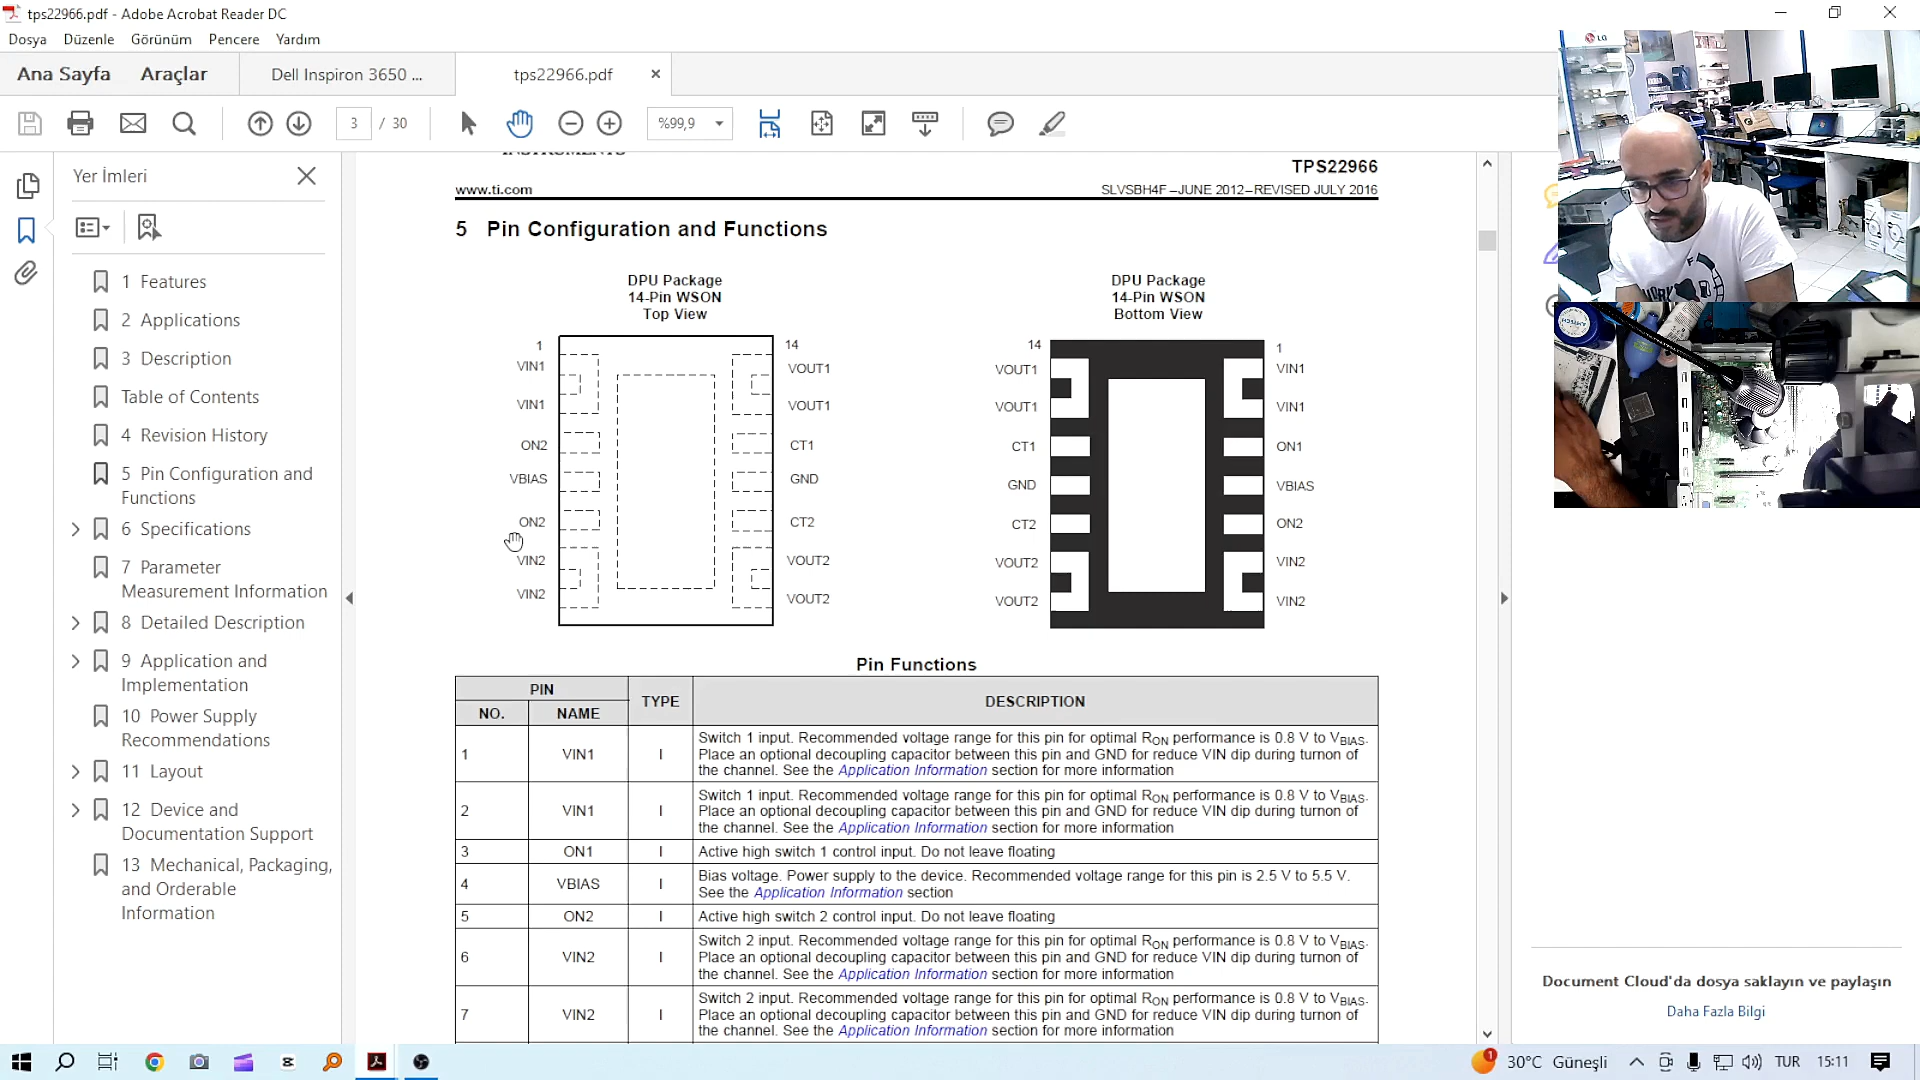 tps22966.pdf - Adobe Acrobat Reader DC
Dosya Düzenle Görünüm Pencere Yardım
Ana Sayfa Araçlar Dell Inspiron 3650 ... tps22966.pdf
3 / 30 %99,9
Yer İmleri
1 Features
2 Applications
3 Description
Table of Contents
4 Revision History
5 Pin Configuration and
Functions
6 Specifications
7 Parameter
Measurement Information
8 Detailed Description
9 Application and
Implementation
10 Power Supply
Recommendations
11 Layout
12 Device and
Documentation Support
13 Mechanical, Packaging,
and Orderable
Information
INSTRUMENTS
TPS22966
www.ti.com SLVSBH4F –JUNE 2012–REVISED JULY 2016
5 Pin Configuration and Functions
DPU Package
14-Pin WSON
Top View
1
VIN1
VIN1
ON2
VBIAS
ON2
VIN2
VIN2
14
VOUT1
VOUT1
CT1
GND
CT2
VOUT2
VOUT2
DPU Package
14-Pin WSON
Bottom View
14
VOUT1
VOUT1
CT1
GND
CT2
VOUT2
VOUT2
1
VIN1
VIN1
ON1
VBIAS
ON2
VIN2
VIN2
Pin Functions
PIN TYPE DESCRIPTION
NO. NAME
1 VIN1 I Switch 1 input. Recommended voltage range for this pin for optimal RON performance is 0.8 V to VBIAS.
Place an optional decoupling capacitor between this pin and GND for reduce VIN dip during turnon of
the channel. See the Application Information section for more information
2 VIN1 I Switch 1 input. Recommended voltage range for this pin for optimal RON performance is 0.8 V to VBIAS.
Place an optional decoupling capacitor between this pin and GND for reduce VIN dip during turnon of
the channel. See the Application Information section for more information
3 ON1 I Active high switch 1 control input. Do not leave floating
4 VBIAS I Bias voltage. Power supply to the device. Recommended voltage range for this pin is 2.5 V to 5.5 V.
See the Application Information section
5 ON2 I Active high switch 2 control input. Do not leave floating
6 VIN2 I Switch 2 input. Recommended voltage range for this pin for optimal RON performance is 0.8 V to VBIAS.
Place an optional decoupling capacitor between this pin and GND for reduce VIN dip during turnon of
the channel. See the Application Information section for more information
7 VIN2 I Switch 2 input. Recommended voltage range for this pin for optimal RON performance is 0.8 V to VBIAS.
Place an optional decoupling capacitor between this pin and GND for reduce VIN dip during turnon of
the channel. See the Application Information section for more information
LG
Document Cloud'da dosya saklayın ve paylaşın
Daha Fazla Bilgi
1 30°C Güneşli TUR 15:11